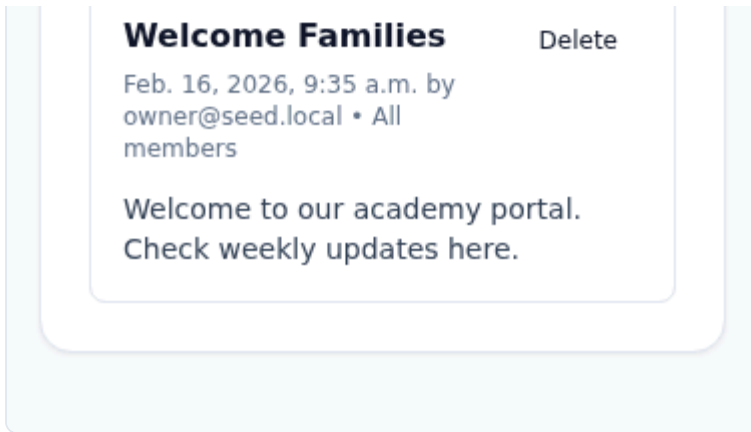 Welcome Families
Delete
Feb. 16, 2026, 9:35 a.m. by
owner@seed.local • All
members
Welcome to our academy portal.
Check weekly updates here.